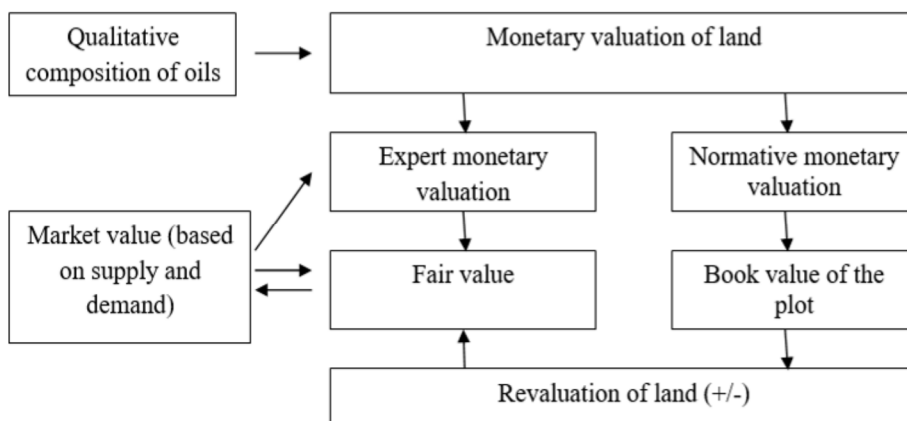 Qualitative
composition of oils
Monetary valuation of land
Expert monetary
valuation
Normative monetary
valuation
Market value (based
on supply and
demand)
Fair value
Book value of the
plot
Revaluation of land (+/-)